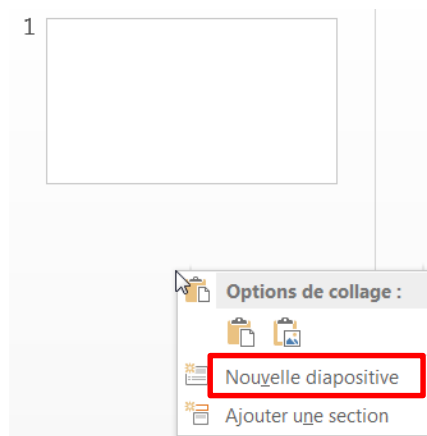 1
Options de collage :
Nouvelle diapositive
Ajouter une section